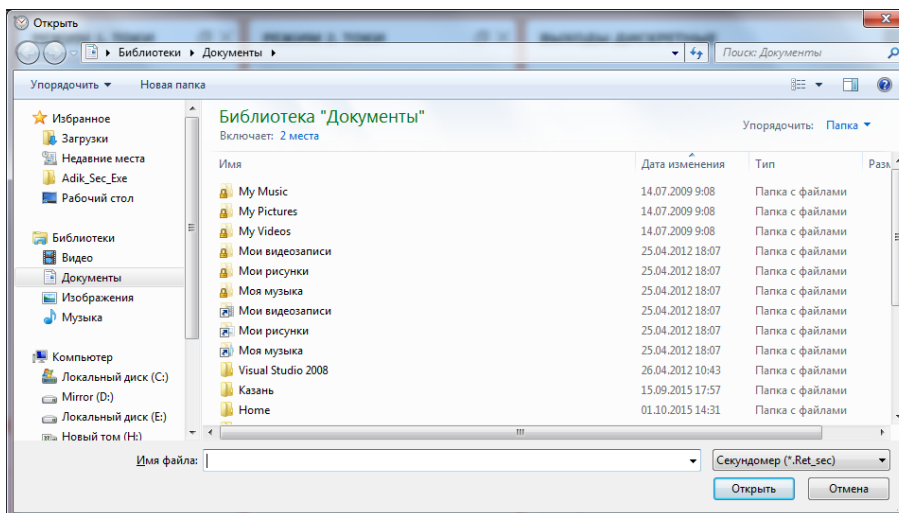 Открыть
РЕЖИМ 2. ТОКИ
ВЫХОДЫ ДИСКРЕТНЫЕ
Библиотеки Документы
Поиск: Документы
Упорядочить Новая папка
Избранное
Загрузки
Недавние места
Adik_Sec_Exe
Рабочий стол
Библиотеки
Видео
Документы
Изображения
Музыка
Компьютер
Локальный диск (C:)
Mirror (D:)
Локальный диск (E:)
Новый том (H:)
Библиотека "Документы"
Включает: 2 места
Упорядочить: Папка
Имя Дата изменения Тип Разм
My Music 14.07.2009 9:08 Папка с файлами
My Pictures 14.07.2009 9:08 Папка с файлами
My Videos 14.07.2009 9:08 Папка с файлами
Мои видеозаписи 25.04.2012 18:07 Папка с файлами
Мои рисунки 25.04.2012 18:07 Папка с файлами
Моя музыка 25.04.2012 18:07 Папка с файлами
Мои видеозаписи 25.04.2012 18:07 Папка с файлами
Мои рисунки 25.04.2012 18:07 Папка с файлами
Моя музыка 25.04.2012 18:07 Папка с файлами
Visual Studio 2008 26.04.2012 10:43 Папка с файлами
Казань 15.09.2015 17:57 Папка с файлами
Home 01.10.2015 14:31 Папка с файлами
Имя файла:
Секундомер (*.Ret_sec)
Открыть Отмена